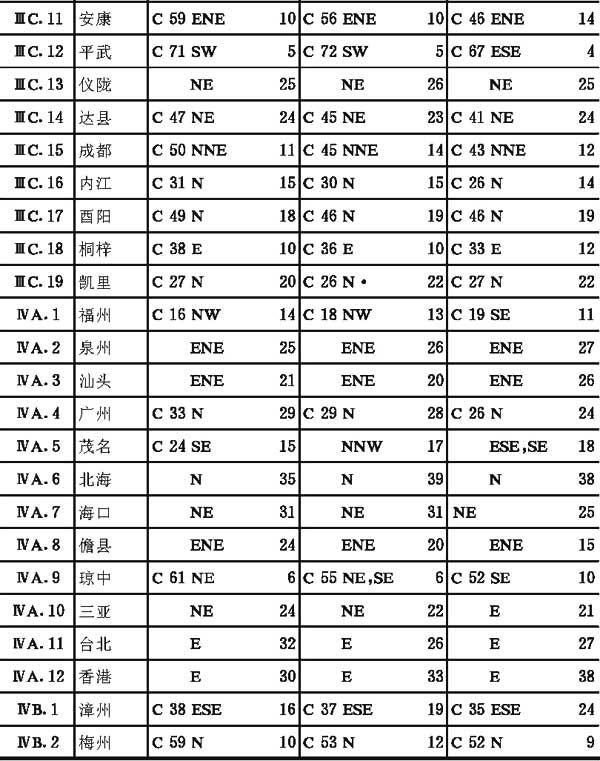 ⅢC.11 安康 C 59 ENE 10 C 56 ENE 10 C 46 ENE 14
ⅢC.12 平武 C 71 SW 5 C 72 SW 5 C 67 ESE 4
ⅢC.13 仪陇 NE 25 NE 26 NE 25
ⅢC.14 达县 C 47 NE 24 C 45 NE 23 C 41 NE 24
ⅢC.15 成都 C 50 NNE 11 C 45 NNE 14 C 43 NNE 12
ⅢC.16 内江 C 31 N 15 C 30 N 15 C 26 N 14
ⅢC.17 酉阳 C 49 N 18 C 46 N 19 C 46 N 19
ⅢC.18 桐梓 C 38 E 10 C 36 E 10 C 33 E 12
ⅢC.19 凯里 C 27 N 20 C 26 N· 22 C 27 N 22
ⅣA.1 福州 C 16 NW 14 C 18 NW 13 C 19 SE 11
ⅣA.2 泉州 ENE 25 ENE 26 ENE 27
ⅣA.3 汕头 ENE 21 ENE 20 ENE 26
ⅣA.4 广州 C 33 N 29 C 29 N 28 C 26 N 24
ⅣA.5 茂名 C 24 SE 15 NNW 17 ESE,SE 18
ⅣA.6 北海 N 35 N 39 N 38
ⅣA.7 海口 NE 31 NE 31 NE 25
ⅣA.8 儋县 ENE 24 ENE 20 ENE 15
ⅣA.9 琼中 C 61 NE 6 C 55 NE,SE 6 C 52 SE 10
ⅣA.10 三亚 NE 24 NE 22 E 21
ⅣA.11 台北 E 32 E 26 E 27
ⅣA.12 香港 E 30 E 33 E 38
ⅣB.1 漳州 C 38 ESE 16 C 37 ESE 19 C 35 ESE 24
ⅣB.2 梅州 C 59 N 10 C 53 N 12 C 52 N 9